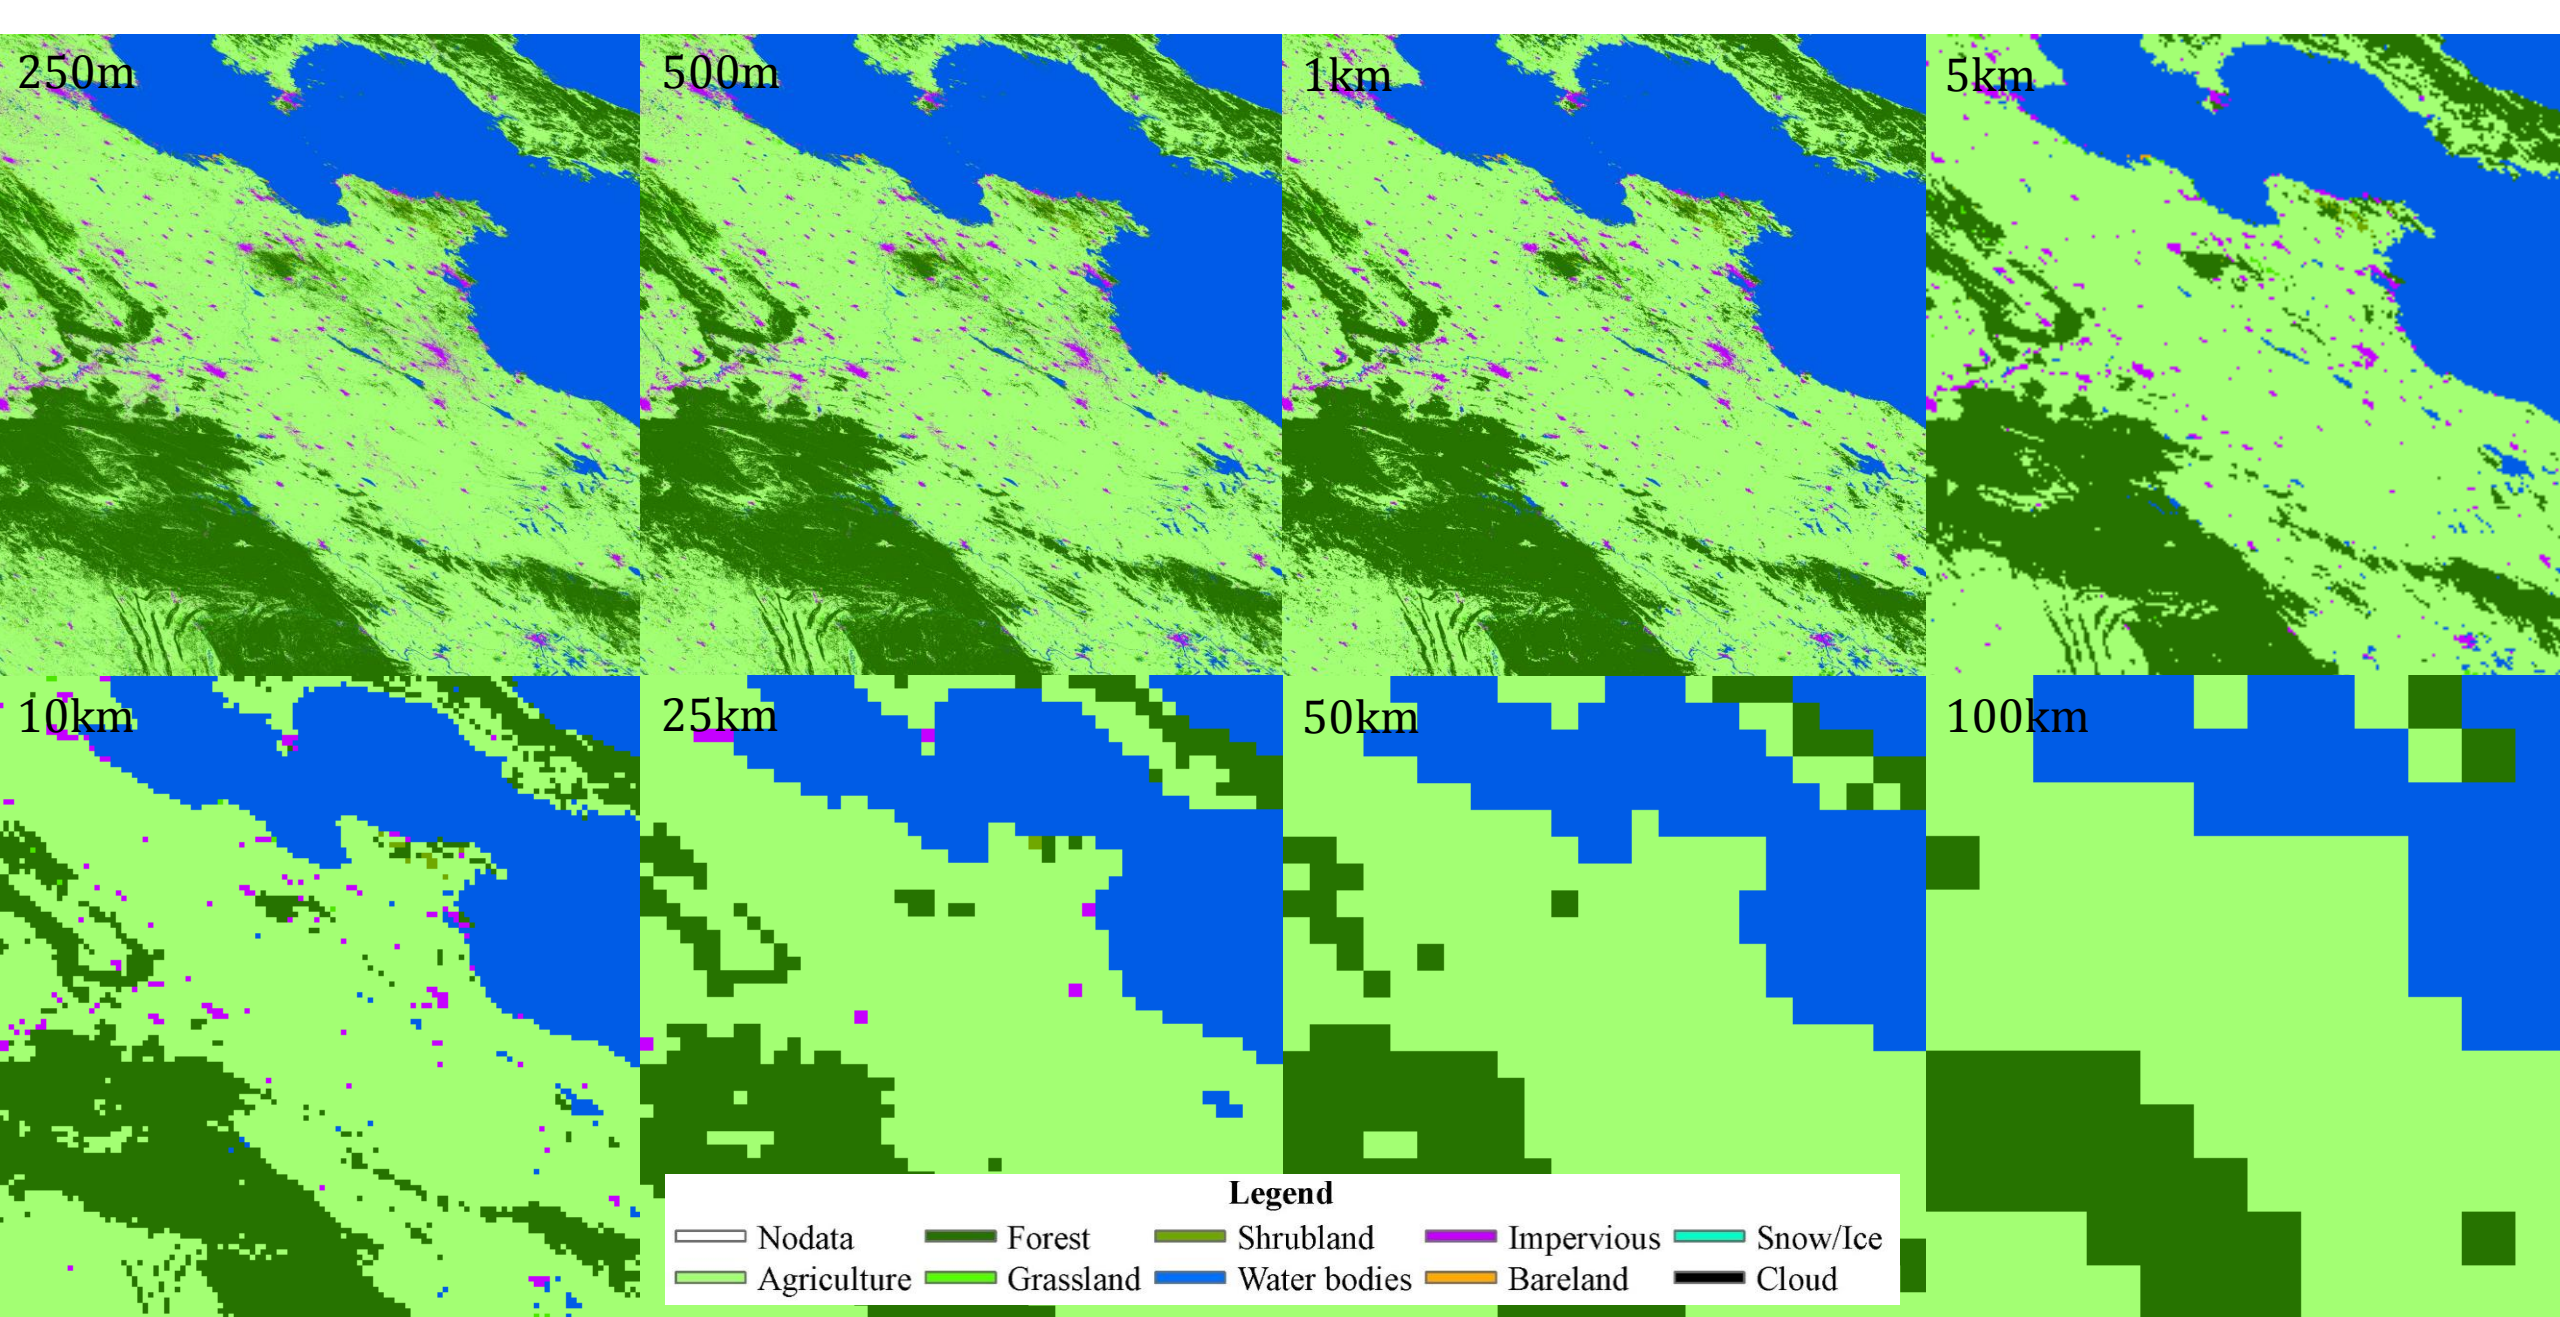 250m
500m
1km
5km
10km
25km
50km
100km
Legend
Nodata
Forest
Shrubland
Impervious
Snow/Ice
Agriculture
Grassland
Water bodies
Bareland
Cloud